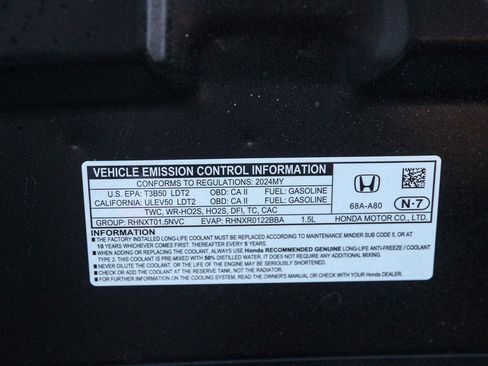 VEHICLE EMISSION CONTROL INFORMATION
CONFORMS TO REGULATIONS: 2024MY
U.S. EPA: T3B50 LDT2 OBD: CA II FUEL: GASOLINE
CALIFORNIA: ULEV50 LDT2 OBD: CA II FUEL: GASOLINE
TWC, WR-HO2S, HO2S, DFI, TC, CAC
GROUP: RHNXT01.5NVC EVAP: RHNXR0122BBA 1.5L
HONDA
68A-A80 N-7
HONDA MOTOR CO., LTD.
INFORMATION
■ THE FACTORY INSTALLED LONG-LIFE COOLANT MUST BE REPLACED ACCORDING TO MAINTENANCE MINDER SUB CODE 5, OR AT
10 YEARS WHICHEVER COMES FIRST. THEREAFTER EVERY 5 YEARS.
■ WHEN ADDING OR REPLACING THE COOLANT, ALWAYS USE Honda RECOMMENDED GENUINE LONG-LIFE ANTI-FREEZE / COOLANT
TYPE 2. THIS COOLANT IS PRE-MIXED WITH 50% DISTILLED WATER. IT DOES NOT REQUIRE ANY ADDITIONAL MIXING.
■ NEVER DILUTE THE COOLANT, OR THE LIFE OF THE ENGINE MAY BE SERIOUSLY SHORTENED.
■ CHECK OR ADD THE COOLANT AT THE RESERVE TANK, NOT THE RADIATOR.
■ FOR FURTHER INFORMATION ON THE COOLING SYSTEM, READ THE OWNER'S MANUAL OR CHECK WITH YOUR Honda DEALER.